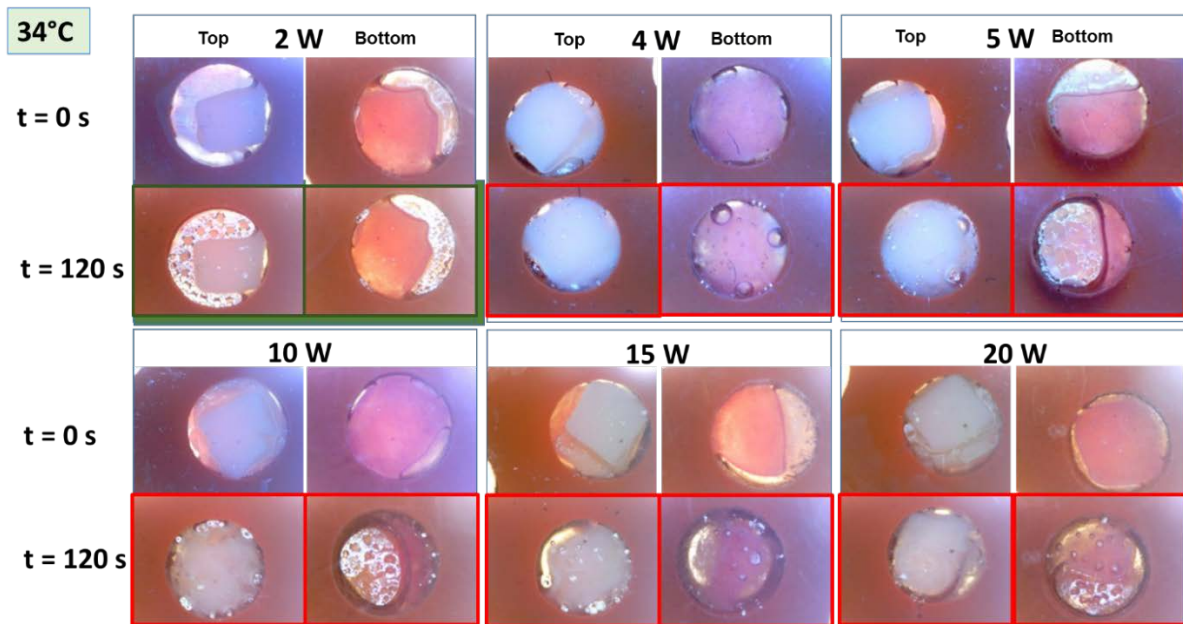 34°C
Top 2 W Bottom
Top 4 W Bottom
Top 5 W Bottom
t = 0 s
t = 120 s
10 W
15 W
20 W
t = 0 s
t = 120 s